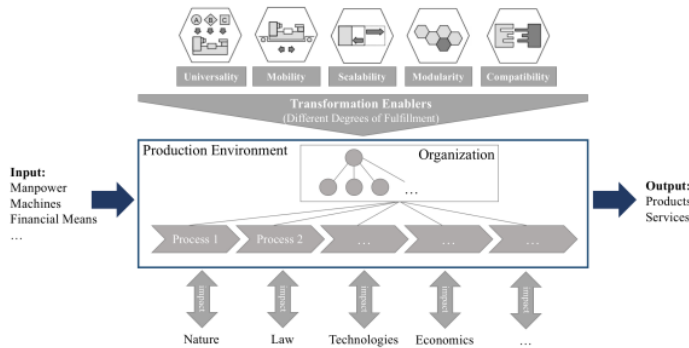 A B C
Universality
Mobility
Scalability
Modularity
Compatibility
Transformation Enablers
(Different Degrees of Fulfillment)
Production Environment
Organization
...
Input:
Manpower
Machines
Financial Means
...
Process 1
Process 2
...
...
...
Output:
Products
Services
impact
impact
impact
impact
impact
Nature
Law
Technologies
Economics
...